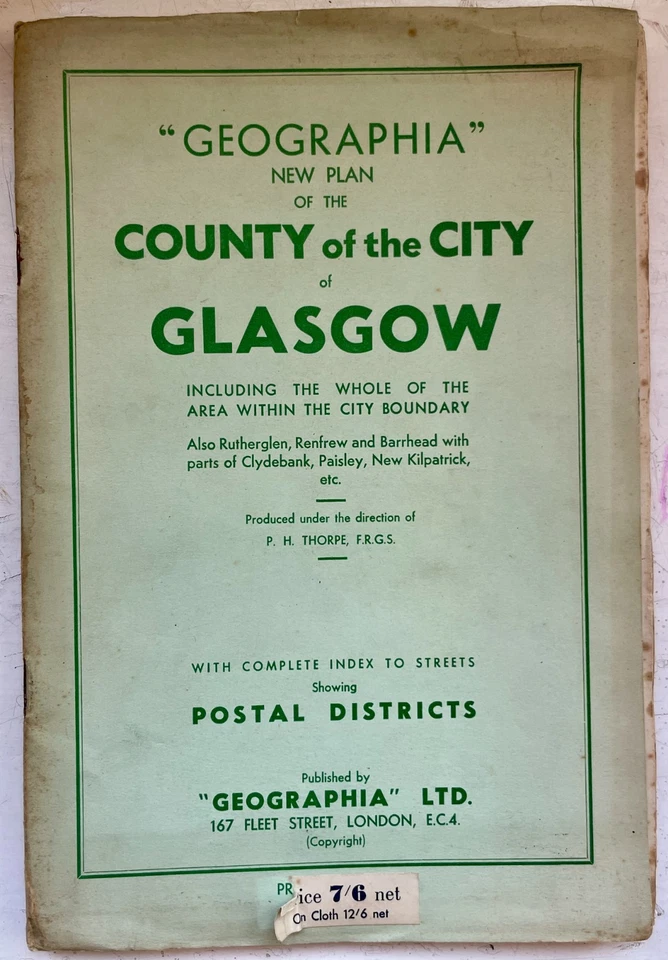 “GEOGRAPHIA”
NEW PLAN
OF THE
COUNTY of the CITY
of
GLASGOW
INCLUDING THE WHOLE OF THE
AREA WITHIN THE CITY BOUNDARY
Also Rutherglen, Renfrew and Barrhead with
parts of Clydebank, Paisley, New Kilpatrick,
etc.
Produced under the direction of
P. H. THORPE, F.R.G.S.
WITH COMPLETE INDEX TO STREETS
Showing
POSTAL DISTRICTS
Published by
"GEOGRAPHIA" LTD.
167 FLEET STREET, LONDON, E.C.4.
(Copyright)
PRice 7/6 net
On Cloth 12/6 net